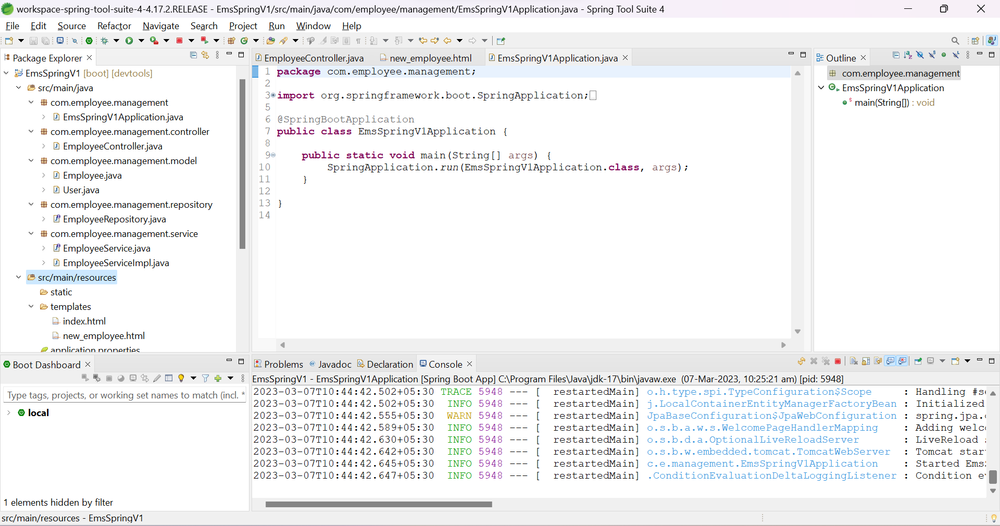 workspace-spring-tool-suite-4-4.17.2.RELEASE - EmsSpringV1/src/main/java/com/employee/management/EmsSpringV1Application.java - Spring Tool Suite 4
File Edit Source Refactor Navigate Search Project Run Window Help
Package Explorer
EmsSpringV1 [boot] [devtools]
src/main/java
com.employee.management
EmsSpringV1Application.java
com.employee.management.controller
EmployeeController.java
com.employee.management.model
Employee.java
User.java
com.employee.management.repository
EmployeeRepository.java
com.employee.management.service
EmployeeService.java
EmployeeServiceImpl.java
src/main/resources
static
templates
index.html
new_employee.html
application.properties
EmployeeController.java new_employee.html EmsSpringV1Application.java
1 package com.employee.management;
2
3 import org.springframework.boot.SpringApplication;
5
6 @SpringBootApplication
7 public class EmsSpringV1Application {
8
9 public static void main(String[] args) {
10 SpringApplication.run(EmsSpringV1Application.class, args);
11 }
12
13 }
14
Outline
com.employee.management
EmsSpringV1Application
main(String[]) : void
Boot Dashboard
Type tags, projects, or working set names to match (incl. *
local
1 elements hidden by filter
Problems @ Javadoc Declaration Console
EmsSpringV1 - EmsSpringV1Application [Spring Boot App] C:\Program Files\Java\jdk-17\bin\javaw.exe (07-Mar-2023, 10:25:21 am) [pid: 5948]
2023-03-07T10:44:42.502+05:30 TRACE 5948 --- [ restartedMain] o.h.type.spi.TypeConfiguration$Scope : Handling #s
2023-03-07T10:44:42.502+05:30 INFO 5948 --- [ restartedMain] j.LocalContainerEntityManagerFactoryBean : Initialized
2023-03-07T10:44:42.555+05:30 WARN 5948 --- [ restartedMain] JpaBaseConfiguration$JpaWebConfiguration : spring.jpa.
2023-03-07T10:44:42.589+05:30 INFO 5948 --- [ restartedMain] o.s.b.a.w.s.WelcomePageHandlerMapping : Adding welc
2023-03-07T10:44:42.630+05:30 INFO 5948 --- [ restartedMain] o.s.b.d.a.OptionalLiveReloadServer : LiveReload
2023-03-07T10:44:42.642+05:30 INFO 5948 --- [ restartedMain] o.s.b.w.embedded.tomcat.TomcatWebServer : Tomcat star
2023-03-07T10:44:42.645+05:30 INFO 5948 --- [ restartedMain] c.e.management.EmsSpringV1Application : Started Ems
2023-03-07T10:44:42.647+05:30 INFO 5948 --- [ restartedMain] .ConditionEvaluationDeltaLoggingListener : Condition e
src/main/resources - EmsSpringV1